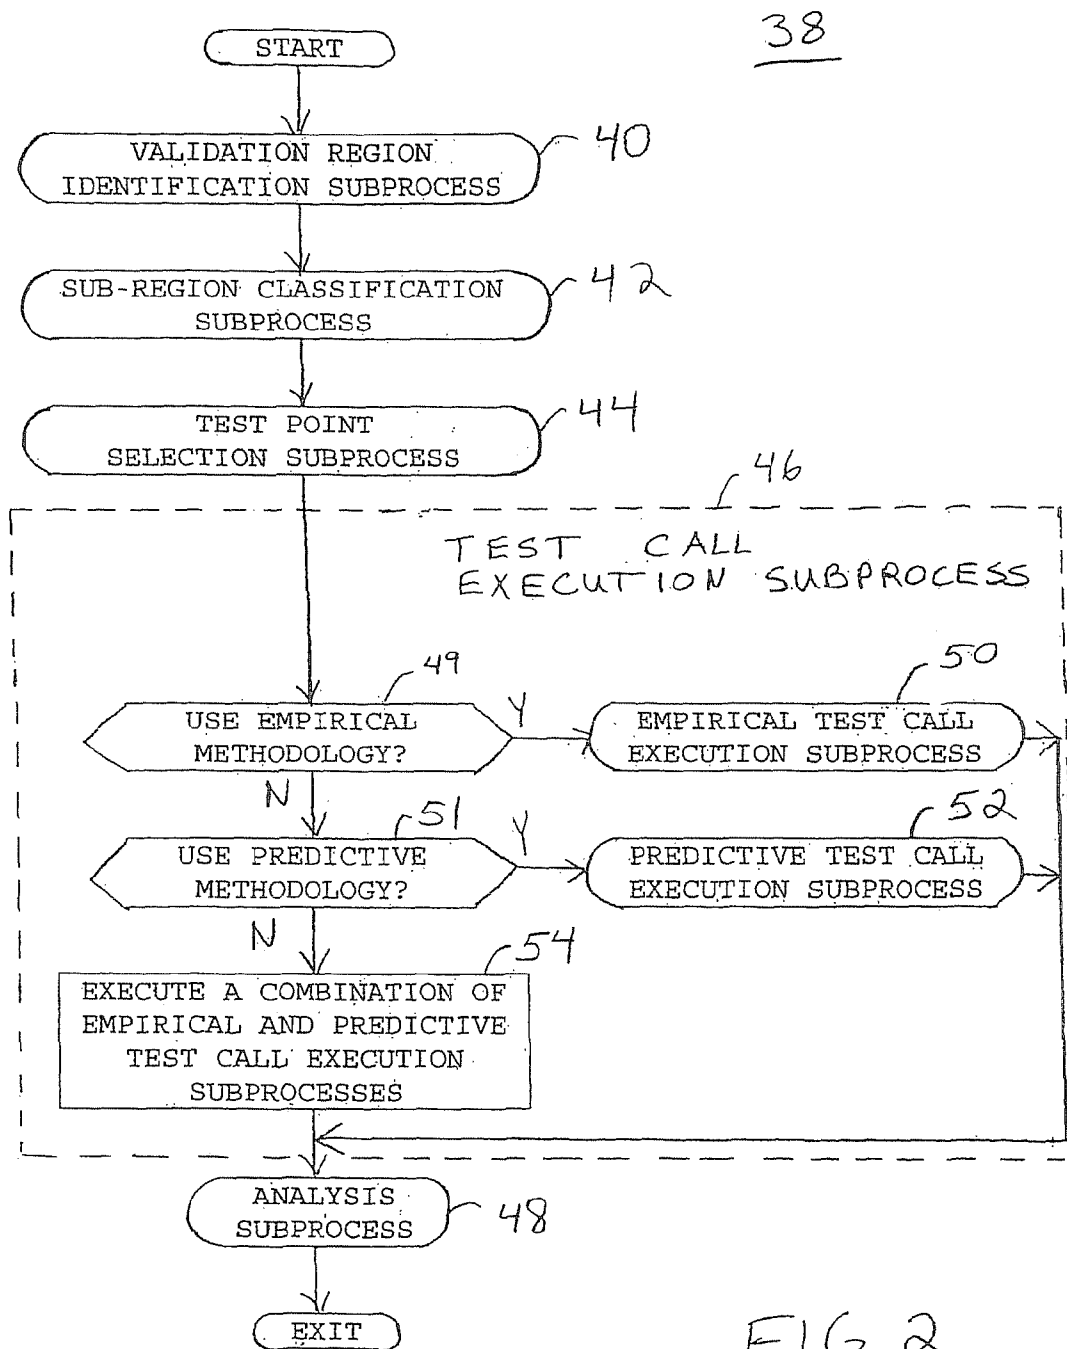 38
START
VALIDATION REGION
IDENTIFICATION SUBPROCESS
40
SUB-REGION CLASSIFICATION
SUBPROCESS
42
TEST POINT
SELECTION SUBPROCESS
44
46
TEST CALL
EXECUTION SUBPROCESS
49
USE EMPIRICAL
METHODOLOGY?
Y
50
EMPIRICAL TEST CALL
EXECUTION SUBPROCESS
N
51
USE PREDICTIVE
METHODOLOGY?
Y
52
PREDICTIVE TEST CALL
EXECUTION SUBPROCESS
N
54
EXECUTE A COMBINATION OF
EMPIRICAL AND PREDICTIVE
TEST CALL EXECUTION
SUBPROCESSES
ANALYSIS
SUBPROCESS
48
EXIT
FIG 2